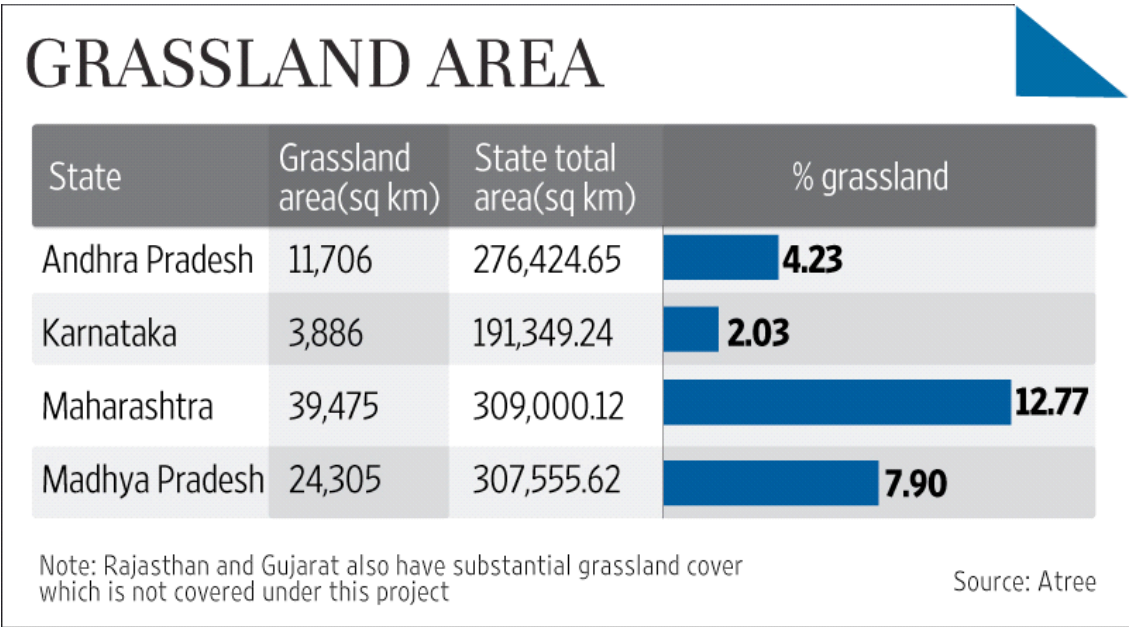 GRASSLAND AREA
State
Grassland
area(sq km)
State total
area(sq km)
% grassland
Andhra Pradesh 11,706 276,424.65 4.23
Karnataka 3,886 191,349.24 2.03
Maharashtra 39,475 309,000.12 12.77
Madhya Pradesh 24,305 307,555.62 7.90
Note: Rajasthan and Gujarat also have substantial grassland cover
which is not covered under this project
Source: Atree